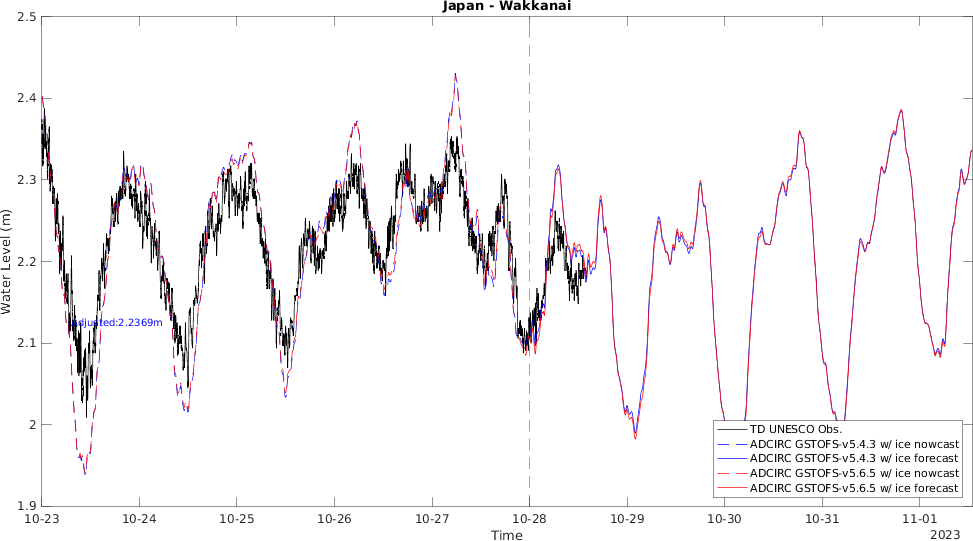 Japan - Wakkanai
2.5
2.4
2.3
2.2
2.1
2
1.9
Water Level (m)
adjusted:2.2369m
TD UNESCO Obs.
ADCIRC GSTOFS-v5.4.3 w/ ice nowcast
ADCIRC GSTOFS-v5.4.3 w/ ice forecast
ADCIRC GSTOFS-v5.6.5 w/ ice nowcast
ADCIRC GSTOFS-v5.6.5 w/ ice forecast
10-23 10-24 10-25 10-26 10-27 10-28 10-29 10-30 10-31 11-01
Time
2023